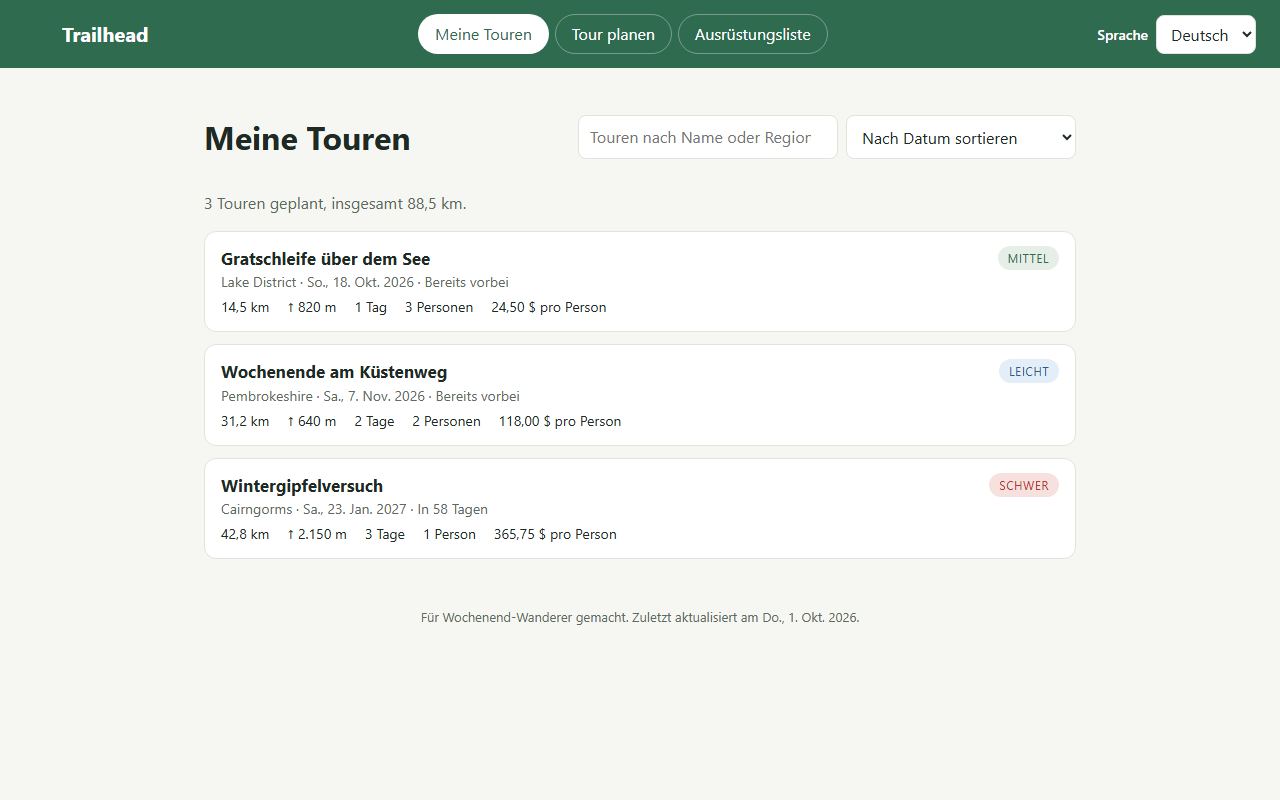 Trailhead
Meine Touren
Tour planen
Ausrüstungsliste
Sprache
Deutsch
Meine Touren
Touren nach Name oder Region
Nach Datum sortieren
3 Touren geplant, insgesamt 88,5 km.
Gratschleife über dem See
MITTEL
Lake District · So., 18. Okt. 2026 · Bereits vorbei
14,5 km ↑ 820 m 1 Tag 3 Personen 24,50 $ pro Person
Wochenende am Küstenweg
LEICHT
Pembrokeshire · Sa., 7. Nov. 2026 · Bereits vorbei
31,2 km ↑ 640 m 2 Tage 2 Personen 118,00 $ pro Person
Wintergipfelversuch
SCHWER
Cairngorms · Sa., 23. Jan. 2027 · In 58 Tagen
42,8 km ↑ 2.150 m 3 Tage 1 Person 365,75 $ pro Person
Für Wochenend-Wanderer gemacht. Zuletzt aktualisiert am Do., 1. Okt. 2026.